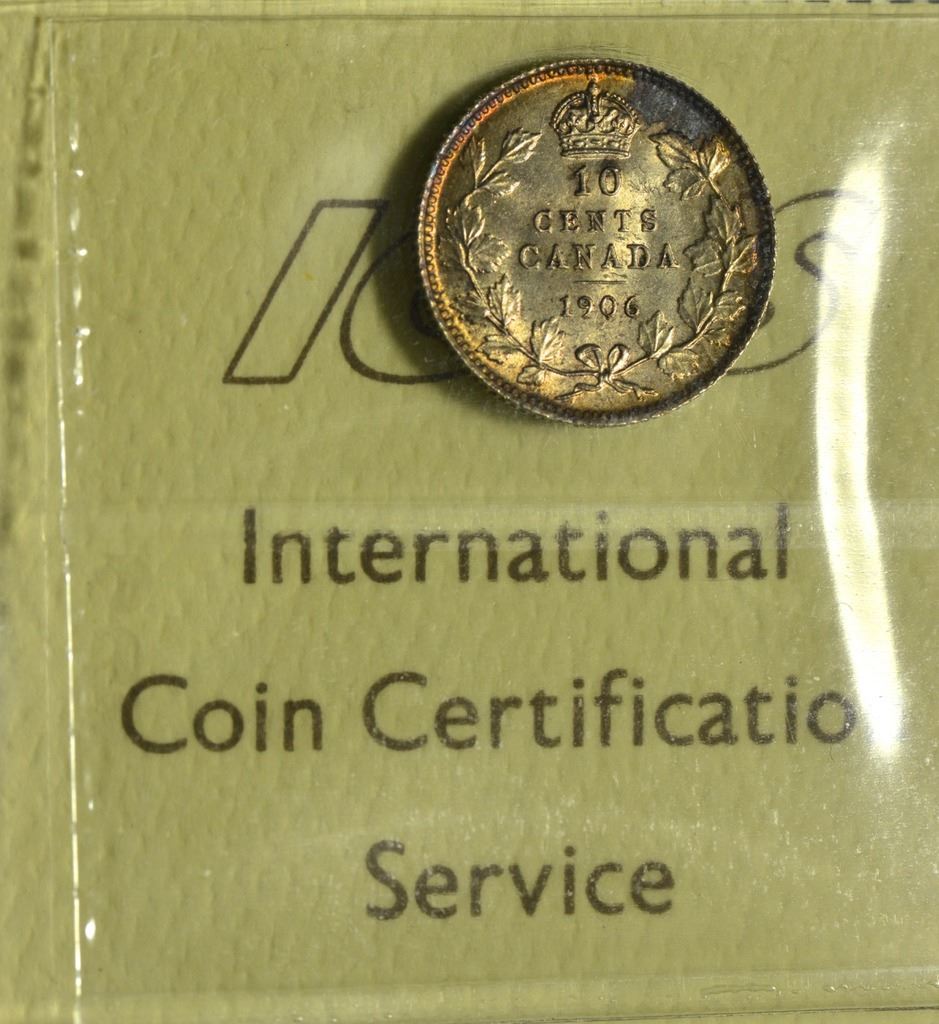 10
CENTS
CANADA
1906
International
Coin Certificatio
Service